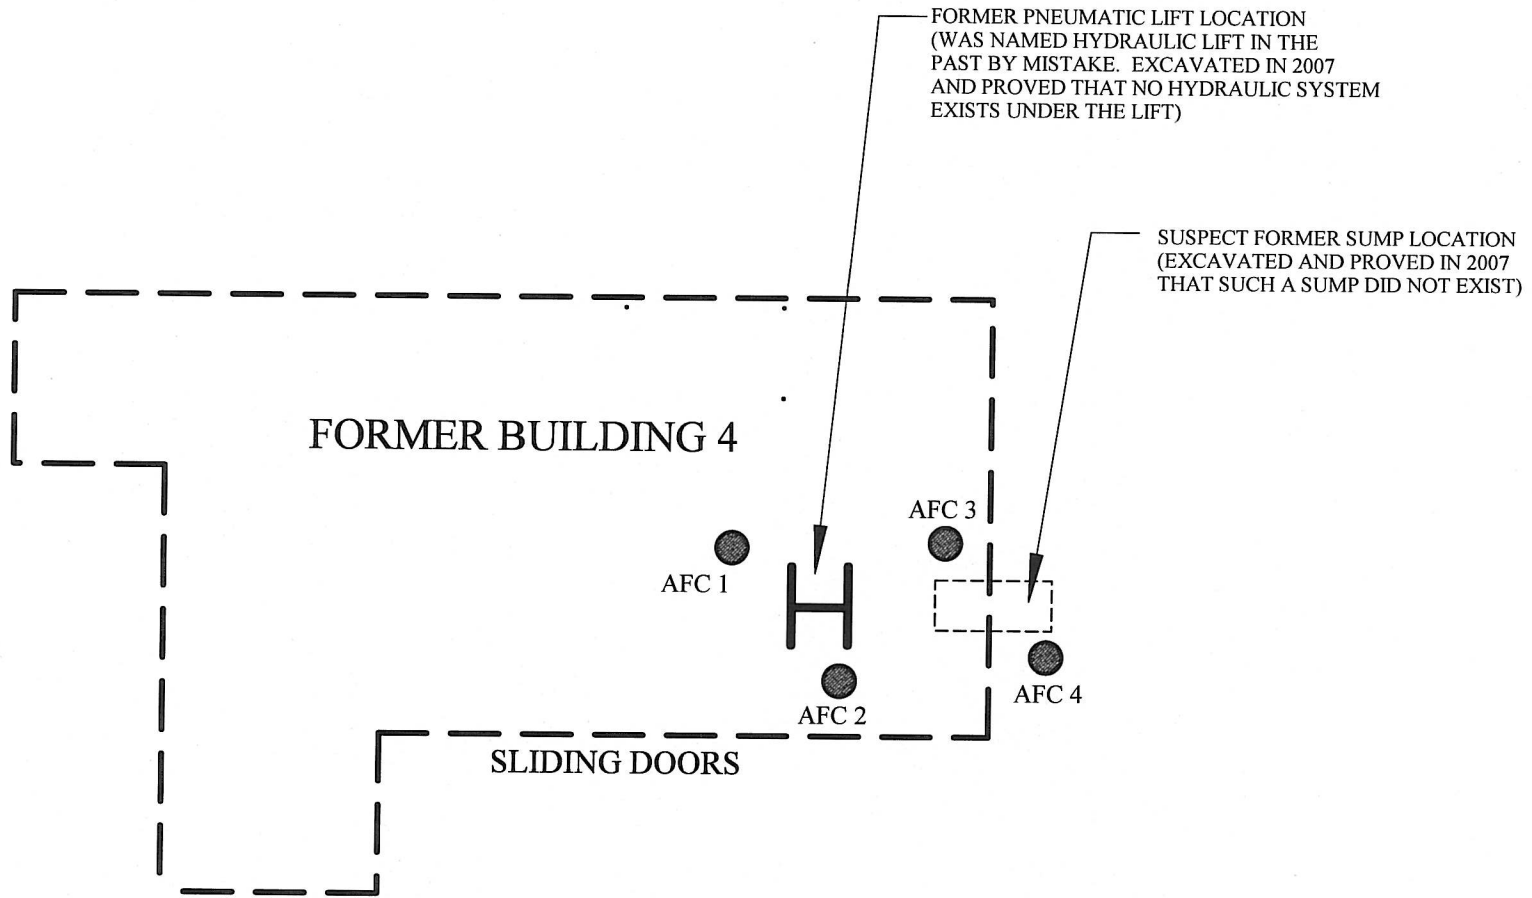 FORMER PNEUMATIC LIFT LOCATION
(WAS NAMED HYDRAULIC LIFT IN THE
PAST BY MISTAKE. EXCAVATED IN 2007
AND PROVED THAT NO HYDRAULIC SYSTEM
EXISTS UNDER THE LIFT)
SUSPECT FORMER SUMP LOCATION
(EXCAVATED AND PROVED IN 2007
THAT SUCH A SUMP DID NOT EXIST)
FORMER BUILDING 4
AFC 3
AFC 1
AFC 4
AFC 2
SLIDING DOORS